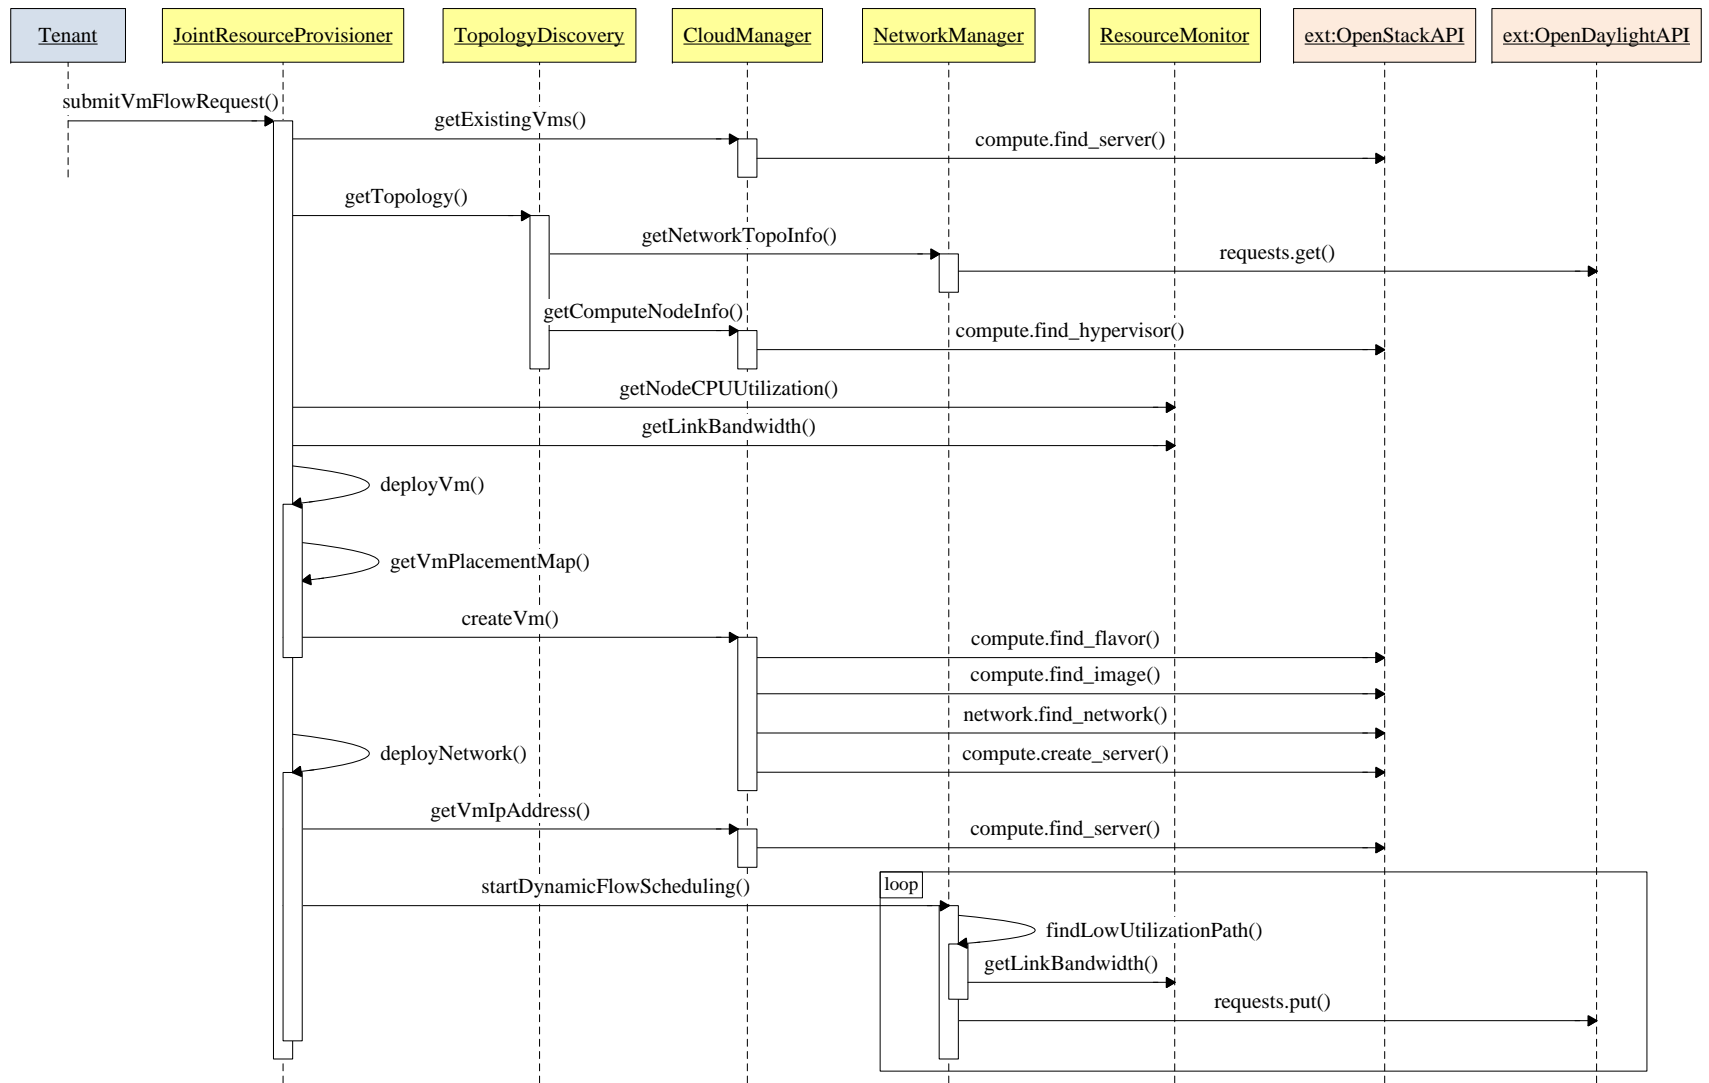 Tenant
JointResourceProvisioner
TopologyDiscovery
CloudManager
NetworkManager
ResourceMonitor
ext:OpenStackAPI
ext:OpenDaylightAPI
submitVmFlowRequest()
getExistingVms()
compute.find_server()
getTopology()
getNetworkTopoInfo()
requests.get()
getComputeNodeInfo()
compute.find_hypervisor()
getNodeCPUUtilization()
getLinkBandwidth()
deployVm()
getVmPlacementMap()
createVm()
compute.find_flavor()
compute.find_image()
network.find_network()
deployNetwork()
compute.create_server()
getVmIpAddress()
compute.find_server()
startDynamicFlowScheduling()
loop
findLowUtilizationPath()
getLinkBandwidth()
requests.put()